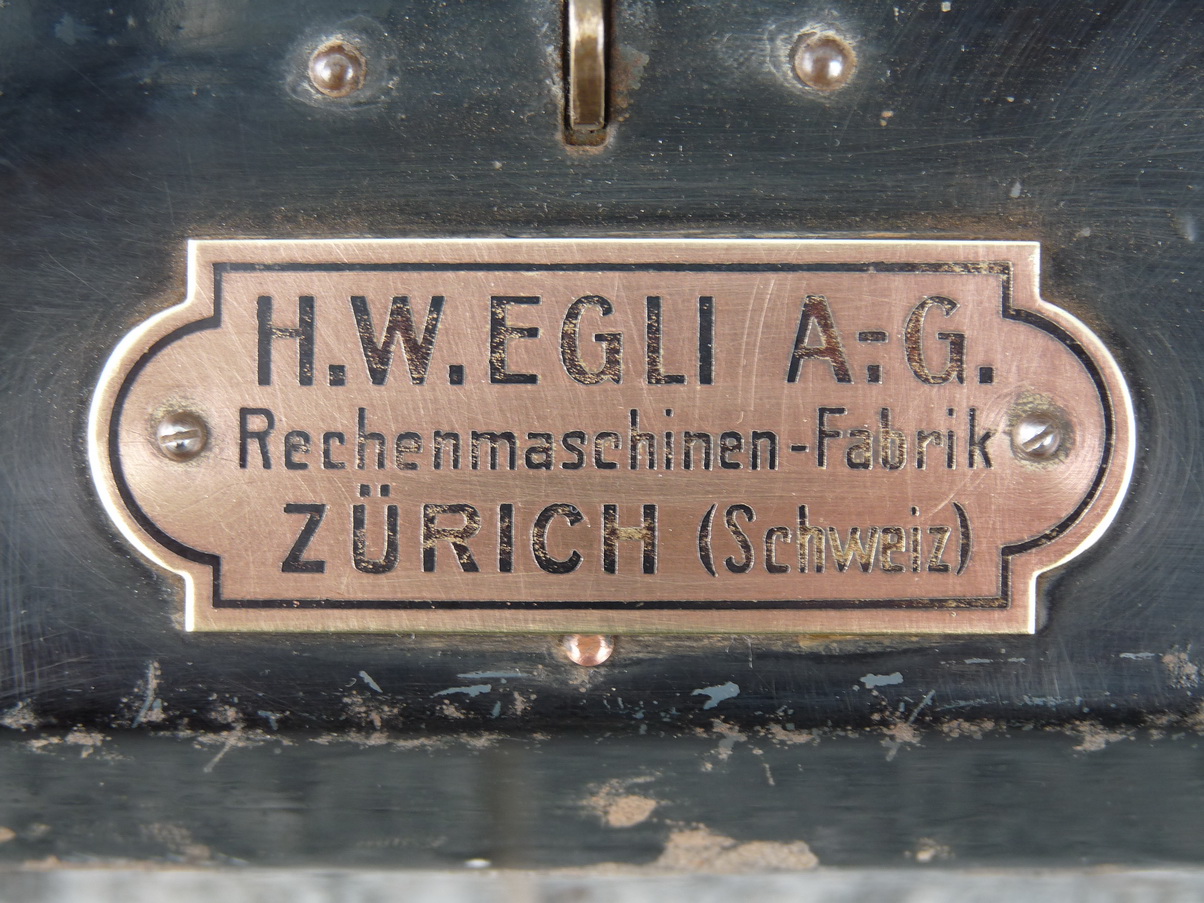 H.W. EGLI A.=G.
Rechenmaschinen-Fabrik
ZÜRICH (Schweiz)